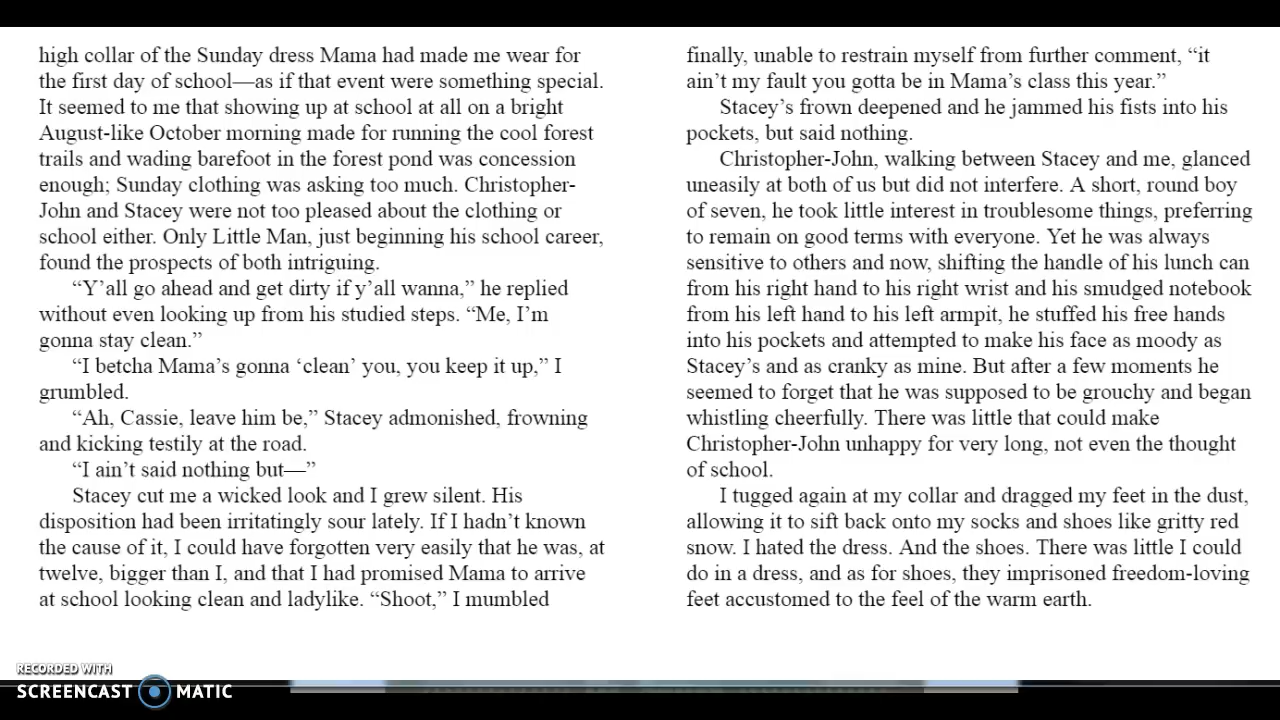 high collar of the Sunday dress Mama had made me wear for
the first day of school—as if that event were something special.
It seemed to me that showing up at school at all on a bright
August-like October morning made for running the cool forest
trails and wading barefoot in the forest pond was concession
enough; Sunday clothing was asking too much. Christopher-
John and Stacey were not too pleased about the clothing or
school either. Only Little Man, just beginning his school career,
found the prospects of both intriguing.
“Y’all go ahead and get dirty if y’all wanna,” he replied
without even looking up from his studied steps. “Me, I’m
gonna stay clean.”
“I betcha Mama’s gonna ‘clean’ you, you keep it up,” I
grumbled.
“Ah, Cassie, leave him be,” Stacey admonished, frowning
and kicking testily at the road.
“I ain’t said nothing but—”
Stacey cut me a wicked look and I grew silent. His
disposition had been irritatingly sour lately. If I hadn’t known
the cause of it, I could have forgotten very easily that he was, at
twelve, bigger than I, and that I had promised Mama to arrive
at school looking clean and ladylike. “Shoot,” I mumbled
finally, unable to restrain myself from further comment, “it
ain’t my fault you gotta be in Mama’s class this year.”
Stacey’s frown deepened and he jammed his fists into his
pockets, but said nothing.
Christopher-John, walking between Stacey and me, glanced
uneasily at both of us but did not interfere. A short, round boy
of seven, he took little interest in troublesome things, preferring
to remain on good terms with everyone. Yet he was always
sensitive to others and now, shifting the handle of his lunch can
from his right hand to his right wrist and his smudged notebook
from his left hand to his left armpit, he stuffed his free hands
into his pockets and attempted to make his face as moody as
Stacey’s and as cranky as mine. But after a few moments he
seemed to forget that he was supposed to be grouchy and began
whistling cheerfully. There was little that could make
Christopher-John unhappy for very long, not even the thought
of school.
I tugged again at my collar and dragged my feet in the dust,
allowing it to sift back onto my socks and shoes like gritty red
snow. I hated the dress. And the shoes. There was little I could
do in a dress, and as for shoes, they imprisoned freedom-loving
feet accustomed to the feel of the warm earth.
RECORDED WITH
SCREENCAST MATIC